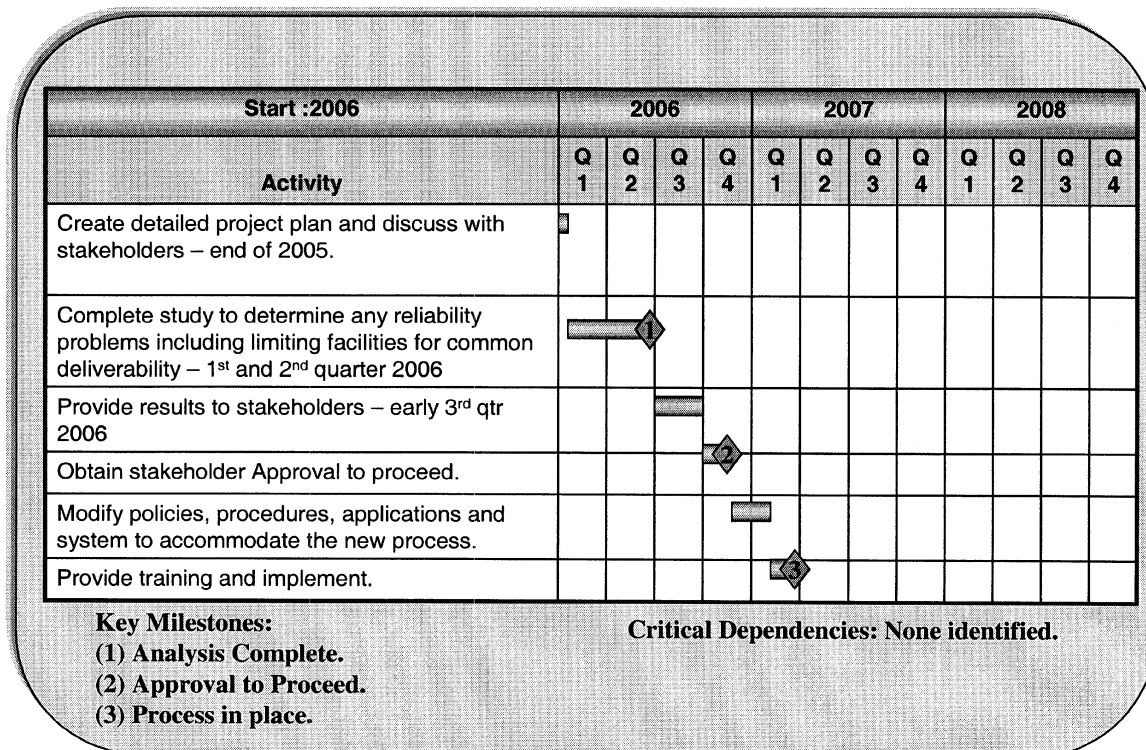 Start :2006
2006
2007
2008
Activity
Q 1
Q 2
Q 3
Q 4
Q 1
Q 2
Q 3
Q 4
Q 1
Q 2
Q 3
Q 4
Create detailed project plan and discuss with
stakeholders – end of 2005.
Complete study to determine any reliability
problems including limiting facilities for common
deliverability – 1st and 2nd quarter 2006
1
Provide results to stakeholders – early 3rd qtr
2006
Obtain stakeholder Approval to proceed.
2
Modify policies, procedures, applications and
system to accommodate the new process.
Provide training and implement.
3
Key Milestones:
(1) Analysis Complete.
(2) Approval to Proceed.
(3) Process in place.
Critical Dependencies: None identified.